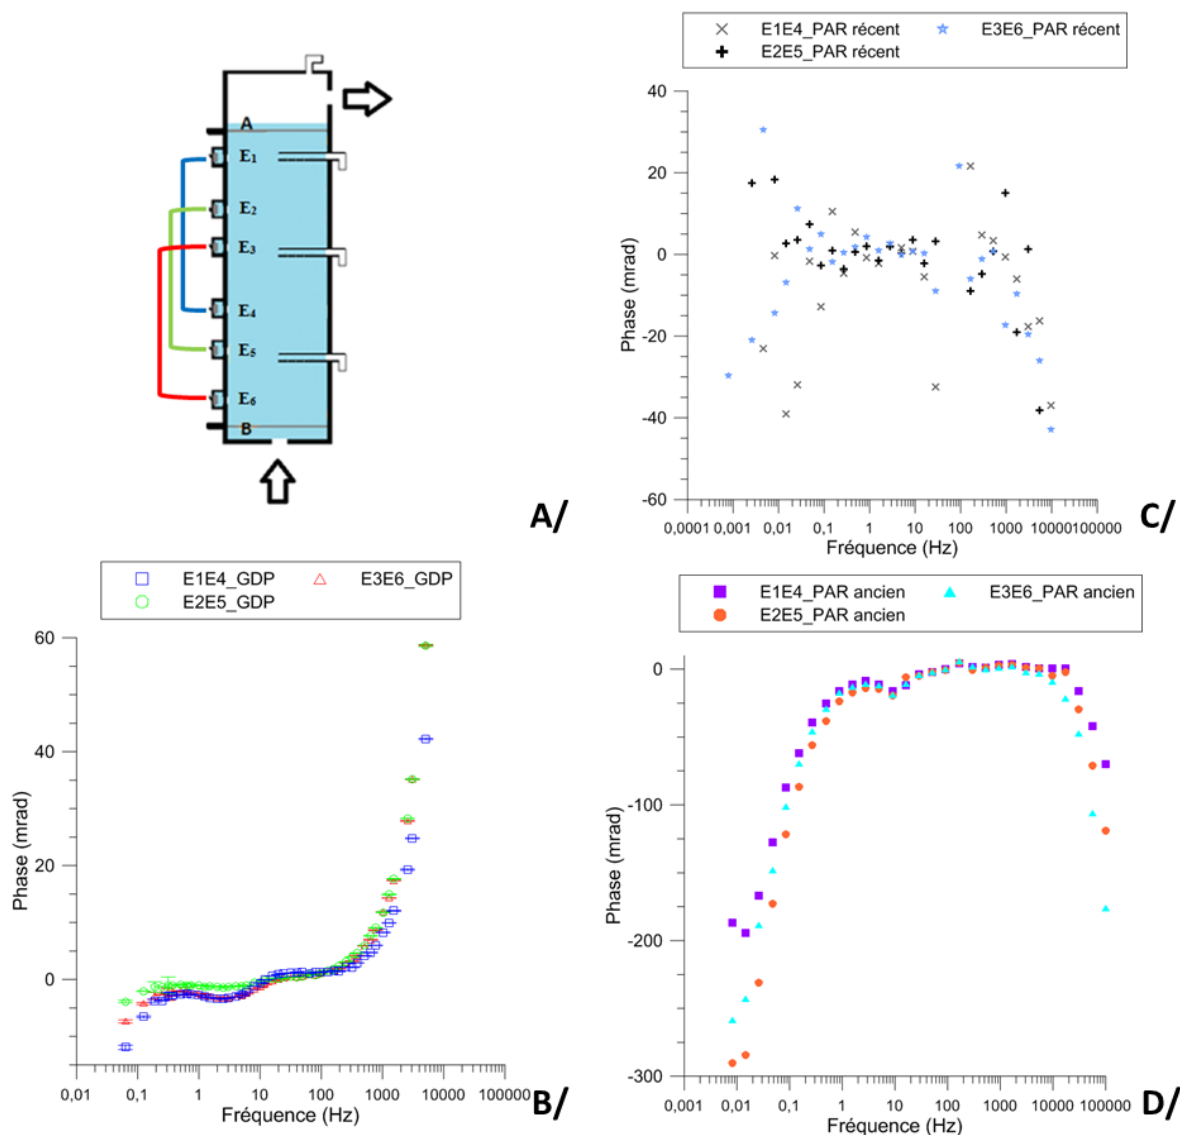 A
E1
E2
E3
E4
E5
E6
B
A/
E1E4_PAR récent
E3E6_PAR récent
E2E5_PAR récent
40
20
0
-20
-40
-60
Phase (mrad)
0,0001 0,001 0,01 0,1 1 10 100 1000 10000 100000
Fréquence (Hz)
C/
E1E4_GDP
E3E6_GDP
E2E5_GDP
60
40
20
0
Phase (mrad)
0,01 0,1 1 10 100 1000 10000 100000
Fréquence (Hz)
B/
E1E4_PAR ancien
E3E6_PAR ancien
E2E5_PAR ancien
0
-100
-200
-300
Phase (mrad)
0,001 0,01 0,1 1 10 100 1000 10000 100000
Fréquence (Hz)
D/